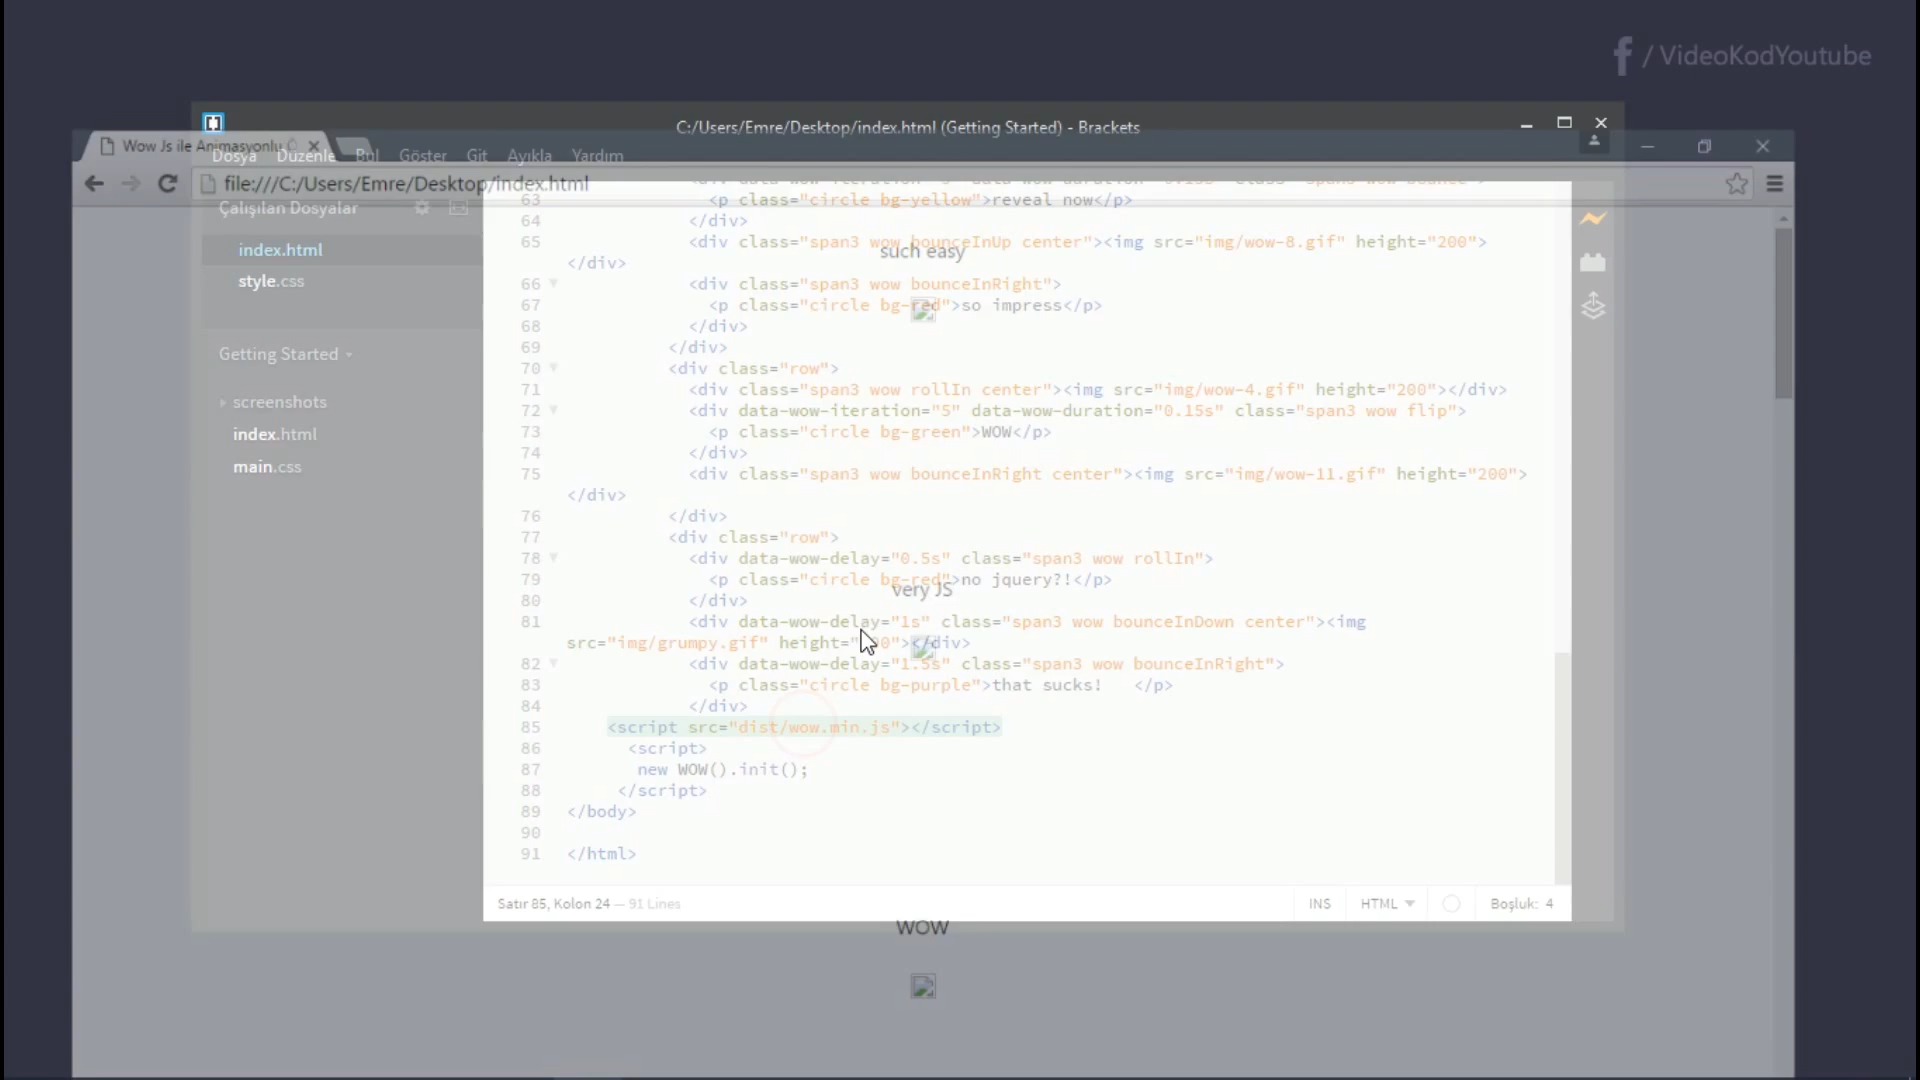 f / VideoKodYoutube
C:/Users/Emre/Desktop/index.html (Getting Started) - Brackets
Wow Js ile Animasyonlu
Dosya Düzenle Bul Göster Git Ayıkla Yardım
file:///C:/Users/Emre/Desktop/index.html
Çalışılan Dosyalar
index.html
style.css
Getting Started
screenshots
index.html
main.css
63 <p class="circle bg-yellow">reveal now</p>
64 </div>
65 <div class="span3 wow bounceInUp center"><img src="img/wow-8.gif" height="200">
</div>
66 <div class="span3 wow bounceInRight">
67 <p class="circle bg-red">so impress</p>
68 </div>
69 </div>
70 <div class="row">
71 <div class="span3 wow rollIn center"><img src="img/wow-4.gif" height="200"></div>
72 <div data-wow-iteration="5" data-wow-duration="0.15s" class="span3 wow flip">
73 <p class="circle bg-green">WOW</p>
74 </div>
75 <div class="span3 wow bounceInRight center"><img src="img/wow-11.gif" height="200">
</div>
76 </div>
77 <div class="row">
78 <div data-wow-delay="0.5s" class="span3 wow rollIn">
79 <p class="circle bg-red">no jquery?!</p>
80 </div>
81 <div data-wow-delay="1s" class="span3 wow bounceInDown center"><img
src="img/grumpy.gif" height="200"></div>
82 <div data-wow-delay="1.5s" class="span3 wow bounceInRight">
83 <p class="circle bg-purple">that sucks! </p>
84 </div>
85 <script src="dist/wow.min.js"></script>
86 <script>
87 new WOW().init();
88 </script>
89 </body>
90
91 </html>
such easy
very JS
Satır 85, Kolon 24 — 91 Lines
INS HTML Boşluk: 4
WOW